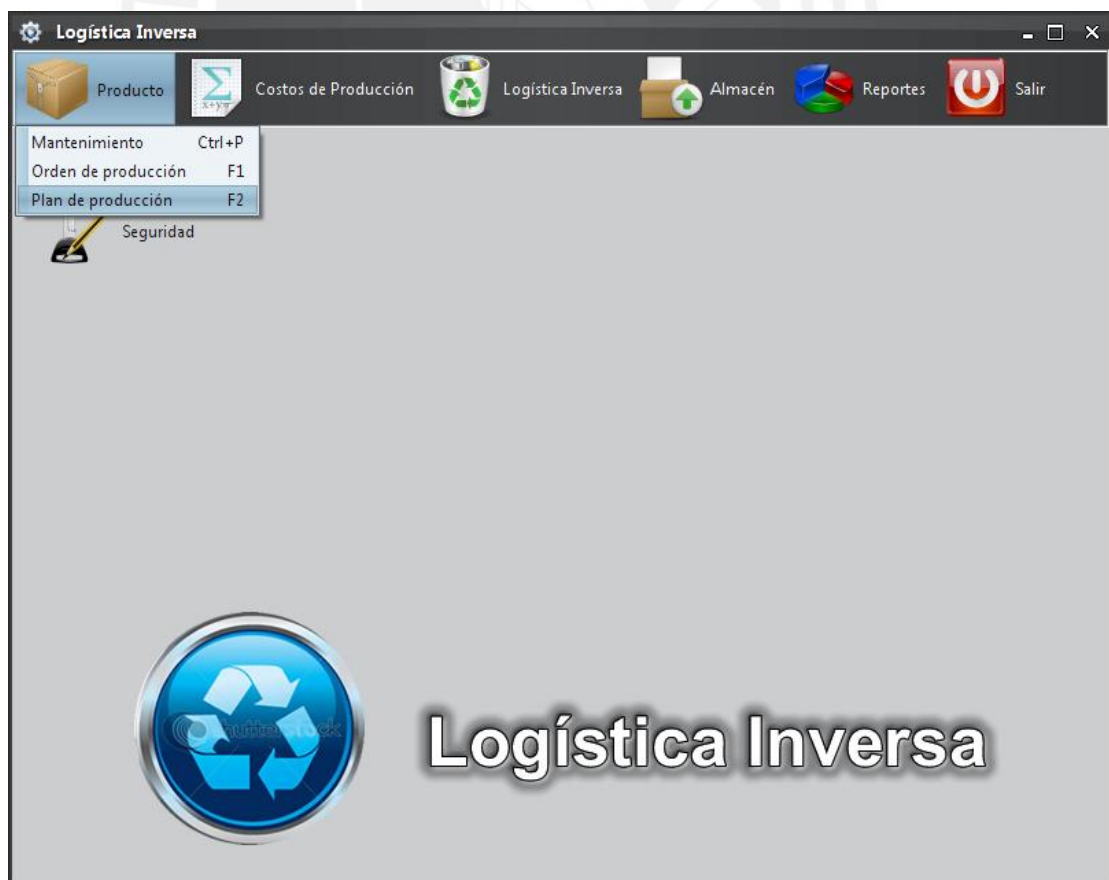 Logística Inversa
Producto
Σ
x+y=
Costos de Producción
Logística Inversa
Almacén
Reportes
Salir
Mantenimiento Ctrl+P
Orden de producción F1
Plan de producción F2
Seguridad
shutterstock
Logística Inversa